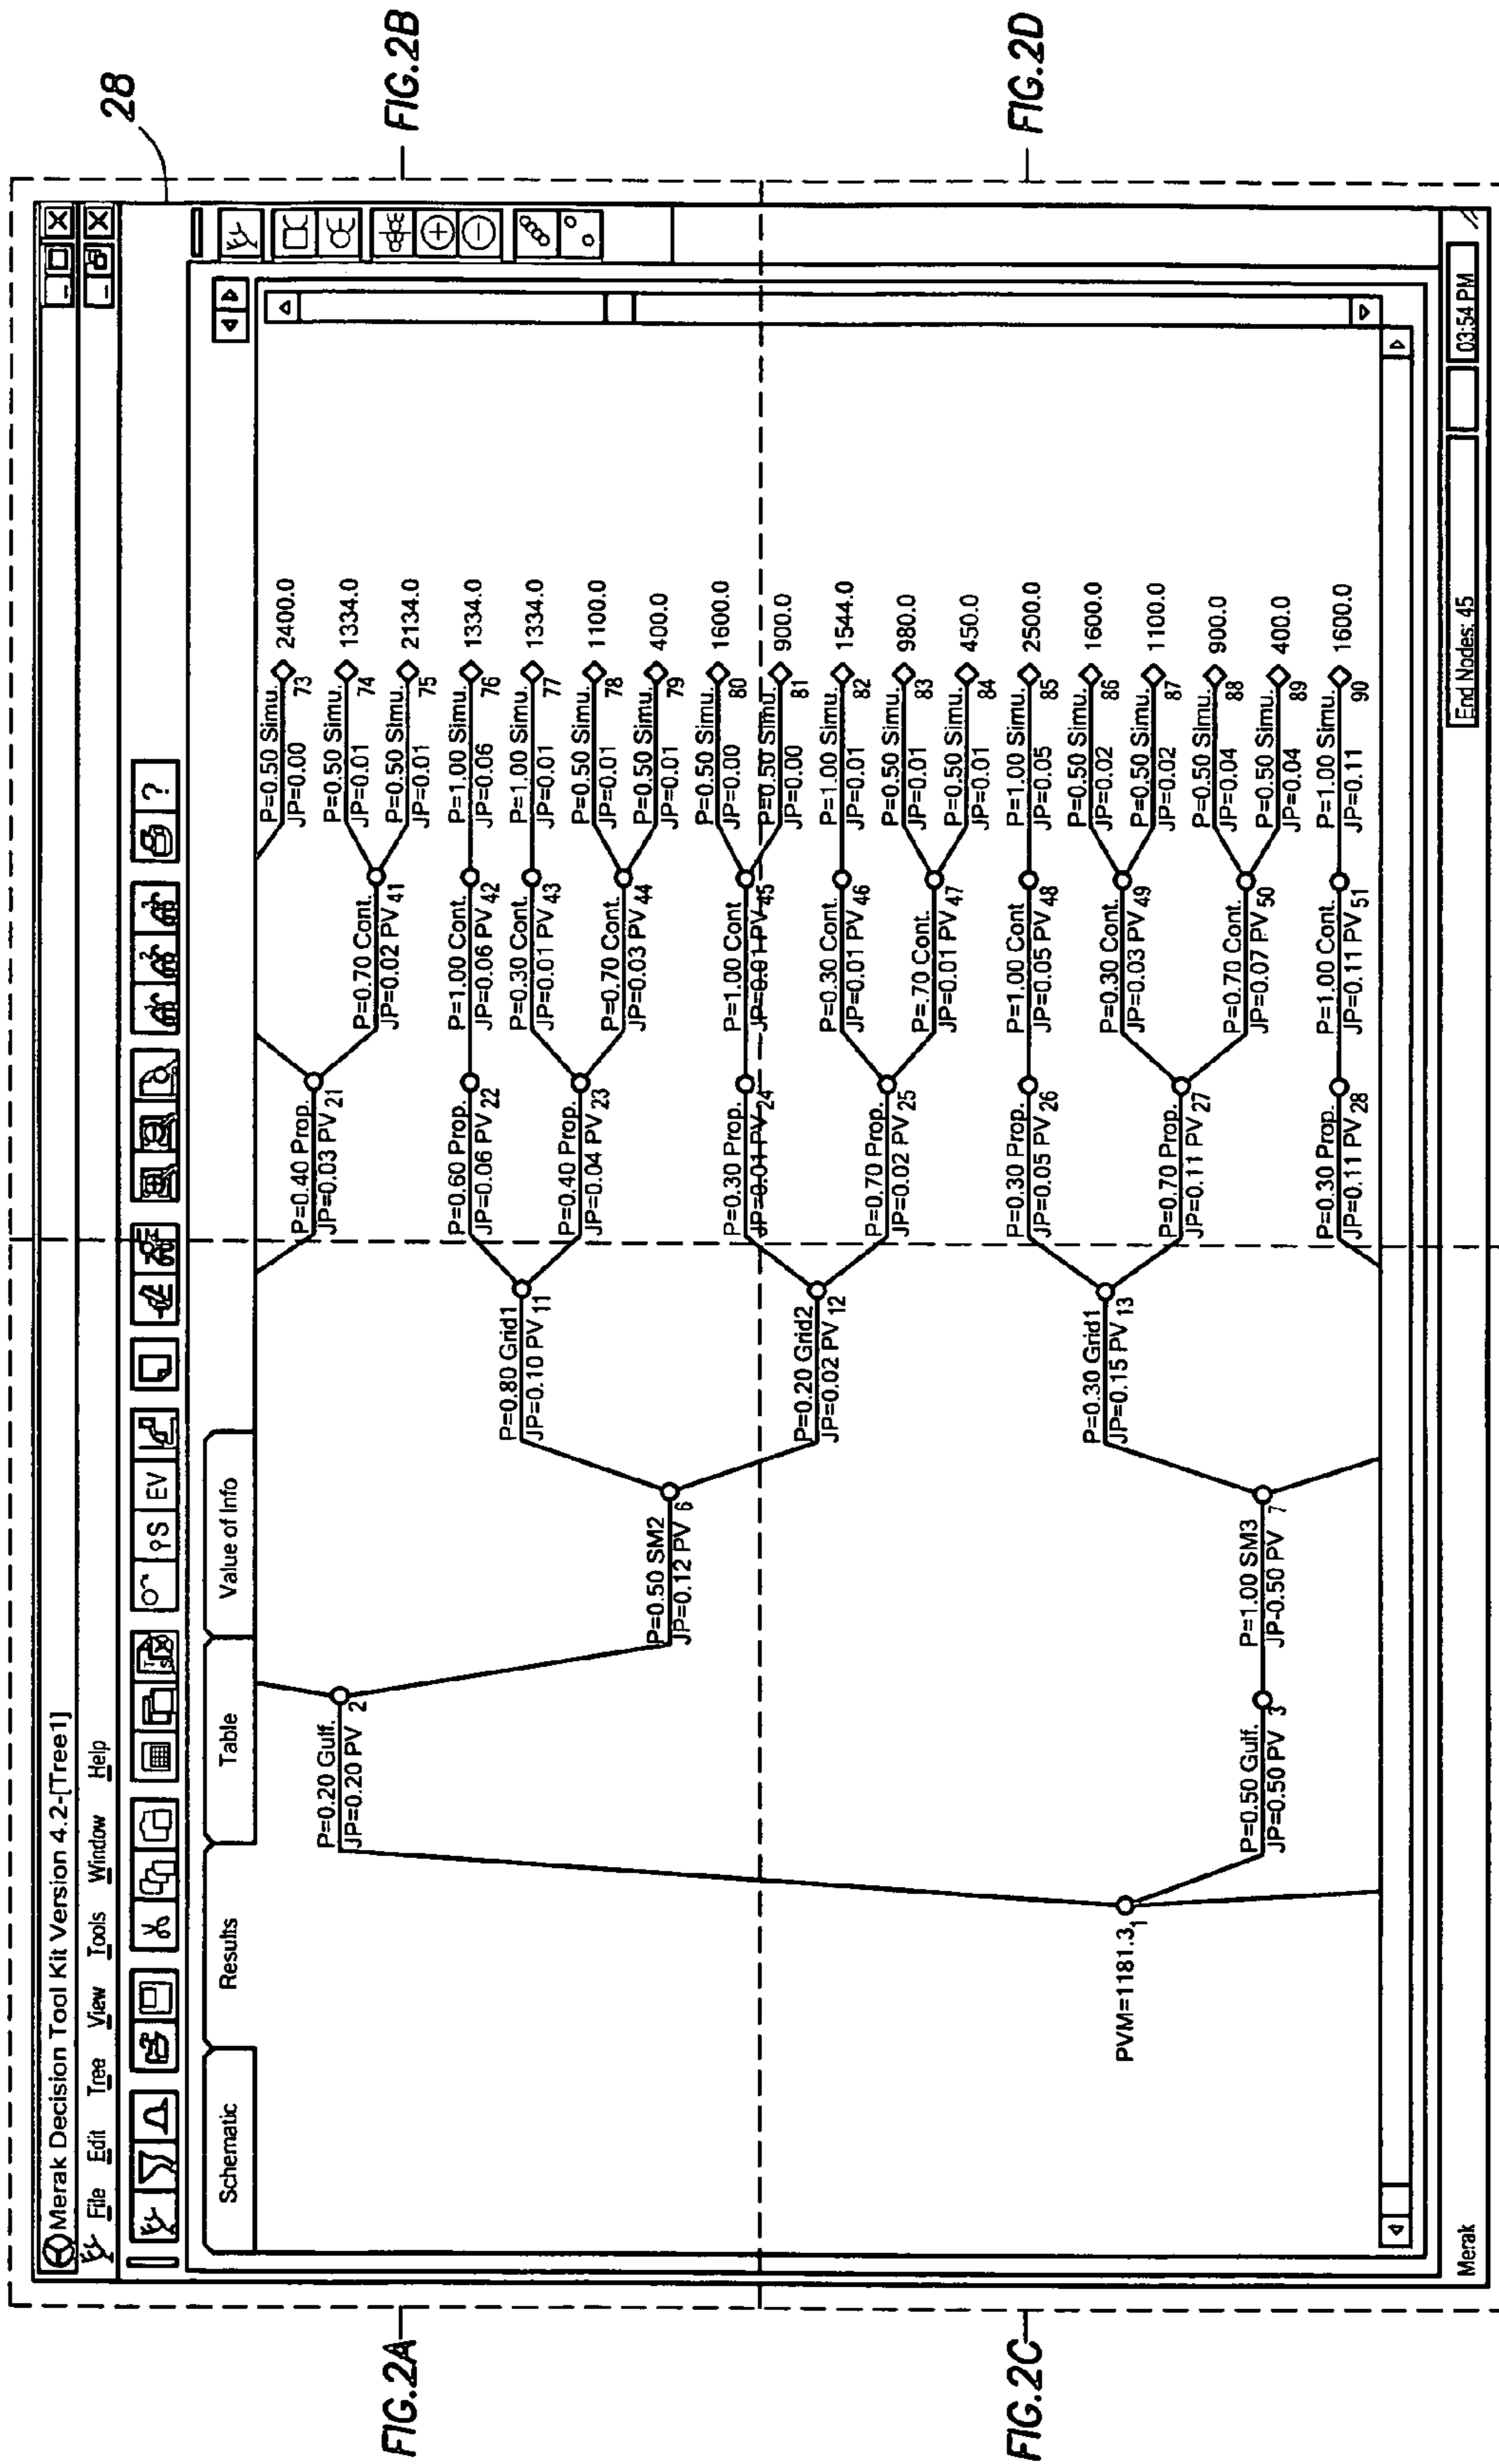 28
FIG.2A
FIG.2B
FIG.2C
FIG.2D
Merak Decision Tool Kit Version 4.2-[Tree1]
File Edit Tree View Tools Window Help
?S EV
?
Schematic
Results
Table
Value of Info
P=0.50 Simu. 2400.0
JP=0.00 73
P=0.40 Prop.
JP=0.03 PV 21
P=0.50 Simu. 1334.0
JP=0.01 74
P=0.70 Cont.
JP=0.02 PV 41
P=0.50 Simu. 2134.0
JP=0.01 75
P=0.20 Gulf.
JP=0.20 PV 2
P=0.60 Prop.
JP=0.06 PV 22
P=1.00 Cont.
JP=0.06 PV 42
P=1.00 Simu. 1334.0
JP=0.06 76
P=0.80 Grid1
JP=0.10 PV 11
P=0.30 Cont.
JP=0.01 PV 43
P=1.00 Simu. 1334.0
JP=0.01 77
P=0.40 Prop.
JP=0.04 PV 23
P=0.50 Simu. 1100.0
JP=0.01 78
P=0.70 Cont.
JP=0.03 PV 44
P=0.50 Simu. 400.0
JP=0.01 79
P=0.50 SM2
JP=0.12 PV 6
P=0.50 Simu. 1600.0
JP=0.00 80
P=0.30 Prop.
JP=0.01 PV 24
P=1.00 Cont
JP=0.01 PV 45
P=0.50 Simu. 900.0
JP=0.00 81
P=0.20 Grid2
JP=0.02 PV 12
P=0.30 Cont.
JP=0.01 PV 46
P=1.00 Simu. 1544.0
JP=0.01 82
P=0.70 Prop.
JP=0.02 PV 25
P=0.50 Simu. 980.0
JP=0.01 83
P=.70 Cont.
JP=0.01 PV 47
P=0.50 Simu. 450.0
JP=0.01 84
P=0.30 Prop.
JP=0.05 PV 26
P=1.00 Cont
JP=0.05 PV 48
P=1.00 Simu. 2500.0
JP=0.05 85
PVM=1181.3 1
P=0.30 Grid1
JP=0.15 PV 13
P=0.50 Simu. 1600.0
JP=0.02 86
P=0.30 Cont.
JP=0.03 PV 49
P=0.50 Simu. 1100.0
JP=0.02 87
P=0.70 Prop.
JP=0.11 PV 27
P=0.50 Simu. 900.0
JP=0.04 88
P=0.70 Cont.
JP=0.07 PV 50
P=0.50 Simu. 400.0
JP=0.04 89
P=0.50 Gulf.
JP=0.50 PV 3
P=1.00 SM3
JP-0.50 PV 7
P=0.30 Prop.
JP=0.11 PV 28
P=1.00 Cont.
JP=0.11 PV 51
P=1.00 Simu. 1600.0
JP=0.11 90
Merak
End Nodes: 45
03:54 PM